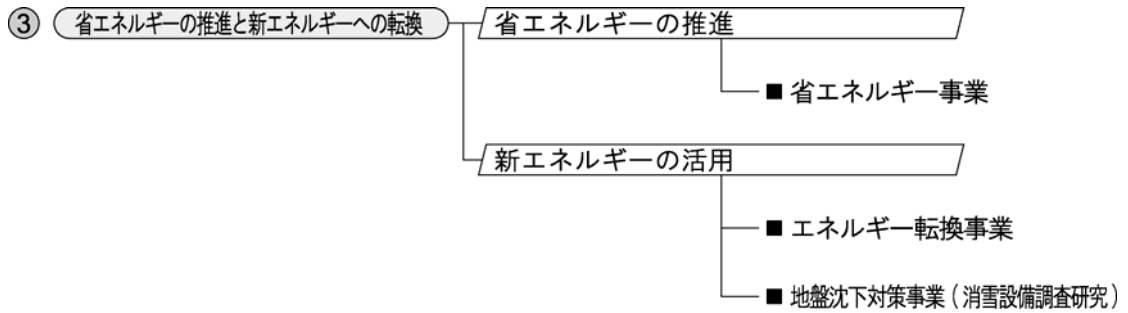 ③ 省エネルギーの推進と新エネルギーへの転換
省エネルギーの推進
■ 省エネルギー事業
新エネルギーの活用
■ エネルギー転換事業
■ 地盤沈下対策事業（消雪設備調査研究）